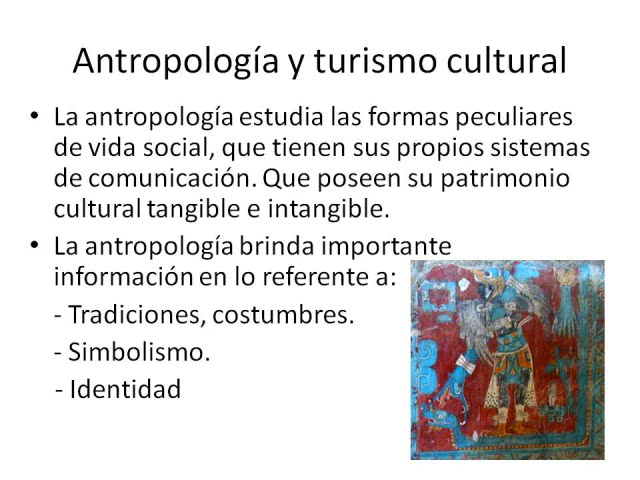 Antropología y turismo cultural
• La antropología estudia las formas peculiares
de vida social, que tienen sus propios sistemas
de comunicación. Que poseen su patrimonio
cultural tangible e intangible.
• La antropología brinda importante
información en lo referente a:
- Tradiciones, costumbres.
- Simbolismo.
- Identidad